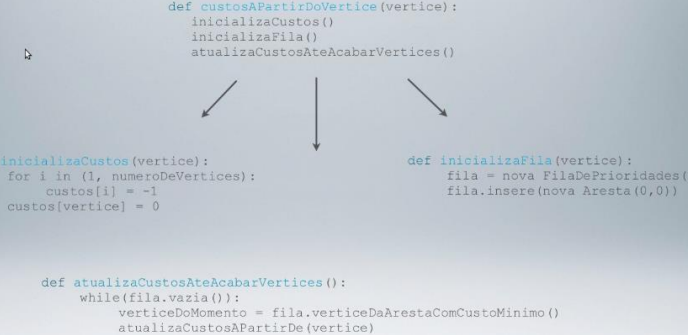 def custosAPartirDoVertice(vertice):
inicializaCustos()
inicializaFila()
atualizaCustosAteAcabarVertices()
inicializaCustos(vertice):
for i in (1, numeroDeVertices):
custos[i] = -1
custos[vertice] = 0
def inicializaFila(vertice):
fila = nova FilaDePrioridades(
fila.insere(nova Aresta(0,0))
def atualizaCustosAteAcabarVertices():
while(fila.vazia()):
verticeDoMomento = fila.verticeDaArestaComCustoMinimo()
atualizaCustosAPartirDe(vertice)